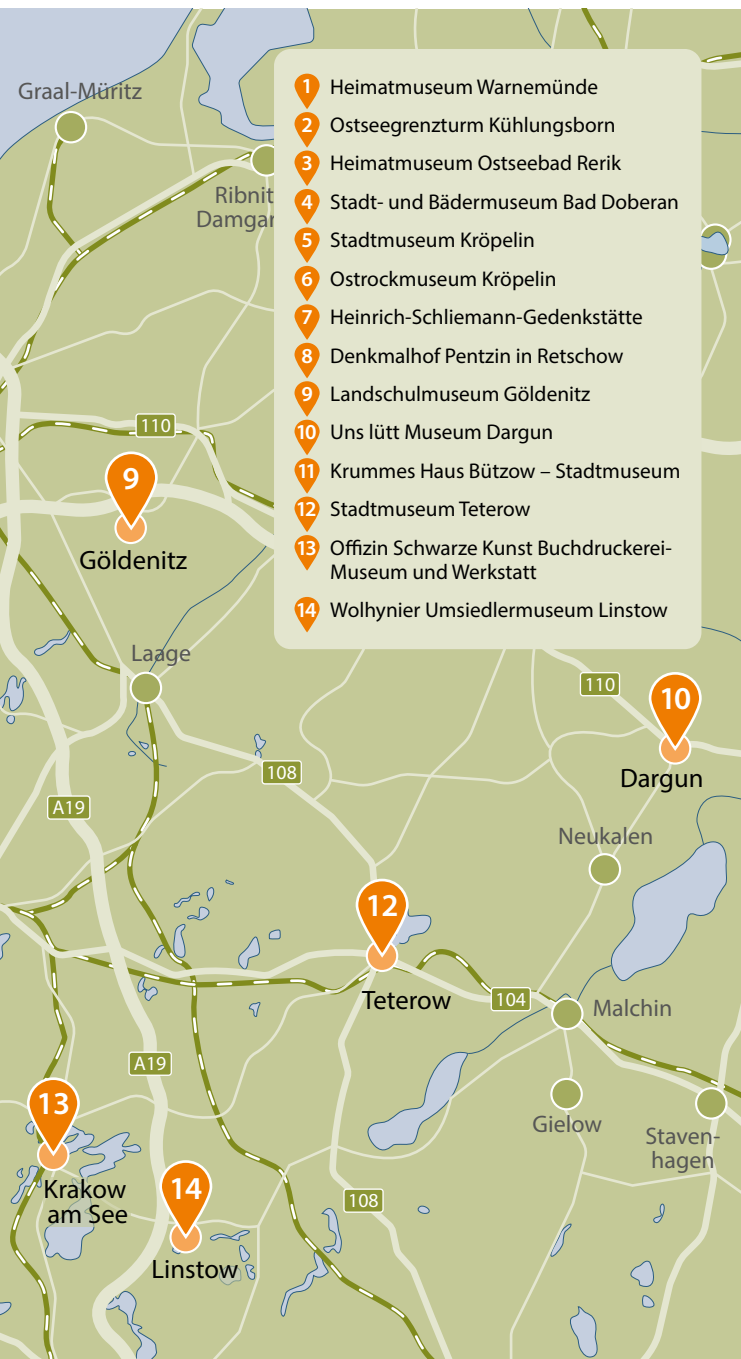 Graal-Müritz
Ribnit
Damgar
1 Heimatmuseum Warnemünde
2 Ostseegrenzturm Kühlungsborn
3 Heimatmuseum Ostseebad Rerik
4 Stadt- und Bädermuseum Bad Doberan
5 Stadtmuseum Kröpelin
6 Ostrockmuseum Kröpelin
7 Heinrich-Schliemann-Gedenkstätte
8 Denkmalhof Pentzin in Retschow
9 Landschulmuseum Göldenitz
10 Uns lütt Museum Dargun
11 Krummes Haus Bützow – Stadtmuseum
12 Stadtmuseum Teterow
13 Offizin Schwarze Kunst Buchdruckerei-
Museum und Werkstatt
14 Wolhynier Umsiedlermuseum Linstow
110
9
Göldenitz
Laage
110
10
Dargun
108
A19
Neukalen
12
Teterow
104
Malchin
A19
13
Krakow
am See
14
Linstow
108
Gielow
Staven-
hagen